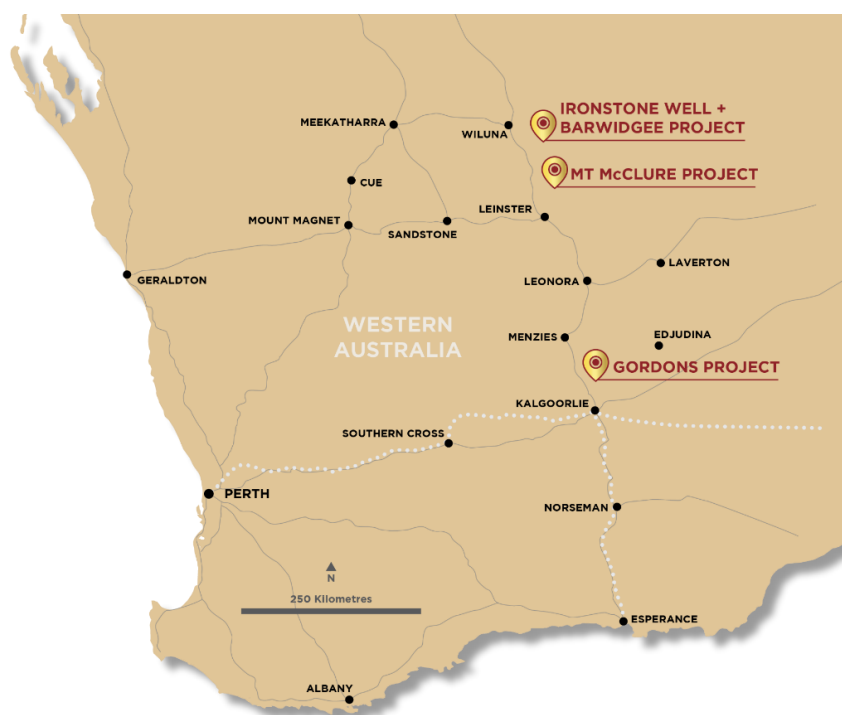 IRONSTONE WELL +
BARWIDGEE PROJECT
MEEKATHARRA
WILUNA
MT McCLURE PROJECT
CUE
LEINSTER
MOUNT MAGNET
SANDSTONE
LAVERTON
GERALDTON
LEONORA
WESTERN
AUSTRALIA
MENZIES
EDJUDINA
GORDONS PROJECT
KALGOORLIE
SOUTHERN CROSS
PERTH
NORSEMAN
N
250 Kilometres
ESPERANCE
ALBANY